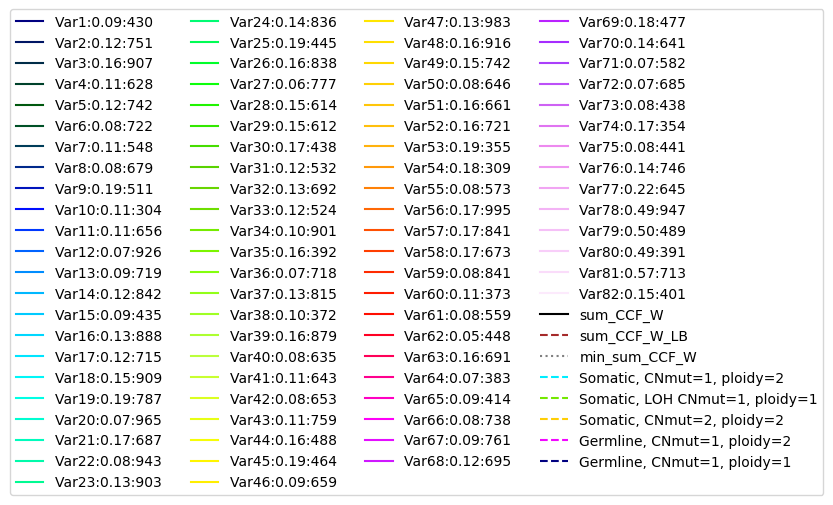 Var1:0.09:430
Var2:0.12:751
Var3:0.16:907
Var4:0.11:628
Var5:0.12:742
Var6:0.08:722
Var7:0.11:548
Var8:0.08:679
Var9:0.19:511
Var10:0.11:304
Var11:0.11:656
Var12:0.07:926
Var13:0.09:719
Var14:0.12:842
Var15:0.09:435
Var16:0.13:888
Var17:0.12:715
Var18:0.15:909
Var19:0.19:787
Var20:0.07:965
Var21:0.17:687
Var22:0.08:943
Var23:0.13:903
Var24:0.14:836
Var25:0.19:445
Var26:0.16:838
Var27:0.06:777
Var28:0.15:614
Var29:0.15:612
Var30:0.17:438
Var31:0.12:532
Var32:0.13:692
Var33:0.12:524
Var34:0.10:901
Var35:0.16:392
Var36:0.07:718
Var37:0.13:815
Var38:0.10:372
Var39:0.16:879
Var40:0.08:635
Var41:0.11:643
Var42:0.08:653
Var43:0.11:759
Var44:0.16:488
Var45:0.19:464
Var46:0.09:659
Var47:0.13:983
Var48:0.16:916
Var49:0.15:742
Var50:0.08:646
Var51:0.16:661
Var52:0.16:721
Var53:0.19:355
Var54:0.18:309
Var55:0.08:573
Var56:0.17:995
Var57:0.17:841
Var58:0.17:673
Var59:0.08:841
Var60:0.11:373
Var61:0.08:559
Var62:0.05:448
Var63:0.16:691
Var64:0.07:383
Var65:0.09:414
Var66:0.08:738
Var67:0.09:761
Var68:0.12:695
Var69:0.18:477
Var70:0.14:641
Var71:0.07:582
Var72:0.07:685
Var73:0.08:438
Var74:0.17:354
Var75:0.08:441
Var76:0.14:746
Var77:0.22:645
Var78:0.49:947
Var79:0.50:489
Var80:0.49:391
Var81:0.57:713
Var82:0.15:401
sum_CCF_W
sum_CCF_W_LB
min_sum_CCF_W
Somatic, CNmut=1, ploidy=2
Somatic, LOH CNmut=1, ploidy=1
Somatic, CNmut=2, ploidy=2
Germline, CNmut=1, ploidy=2
Germline, CNmut=1, ploidy=1